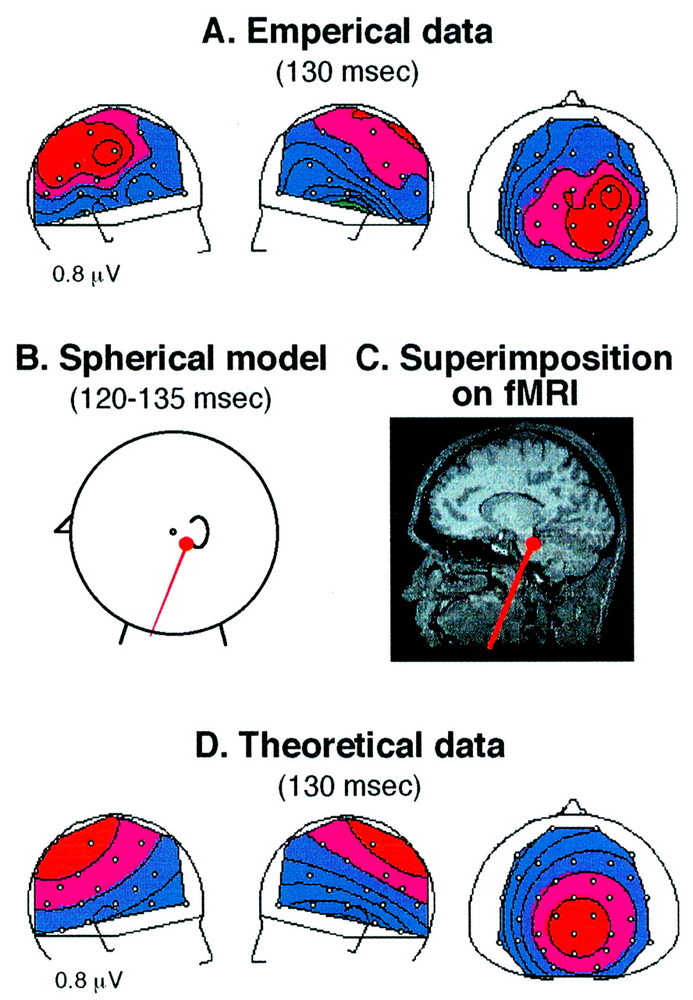 A. Emperical data
(130 msec)
0.8 µV
B. Spherical model
(120-135 msec)
C. Superimposition
on fMRI
D. Theoretical data
(130 msec)
0.8 µV